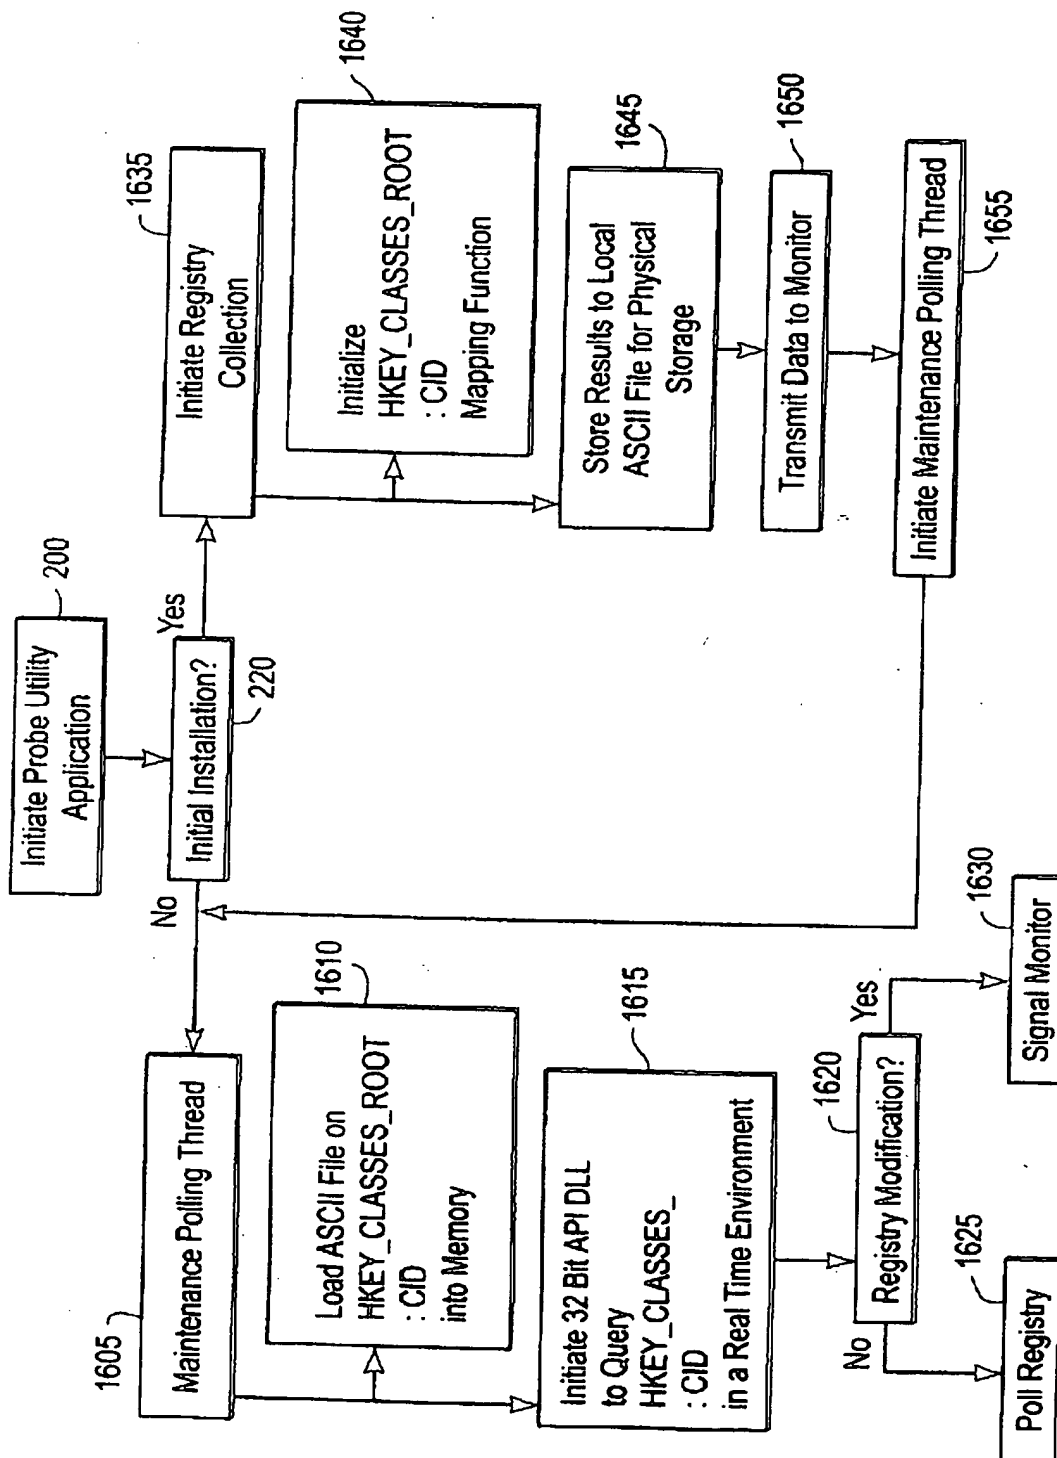 200
Initiate Probe Utility
Application
Initial Installation?
220
No
Yes
1605
Maintenance Polling Thread
1610
Load ASCII File on
HKEY_CLASSES_ROOT
: CID
into Memory
1615
Initiate 32 Bit API DLL
to Query
HKEY_CLASSES_
: CID
in a Real Time Environment
1620
Registry Modification?
No
Yes
1625
Poll Registry
1630
Signal Monitor
1635
Initiate Registry
Collection
1640
Initialize
HKEY_CLASSES_ROOT
: CID
Mapping Function
1645
Store Results to Local
ASCII File for Physical
Storage
1650
Transmit Data to Monitor
Initiate Maintenance Polling Thread
1655